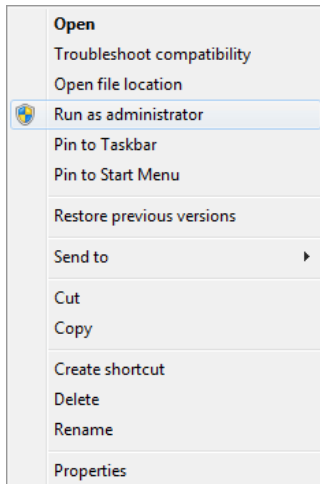 Open
Troubleshoot compatibility
Open file location
Run as administrator
Pin to Taskbar
Pin to Start Menu
Restore previous versions
Send to
Cut
Copy
Create shortcut
Delete
Rename
Properties